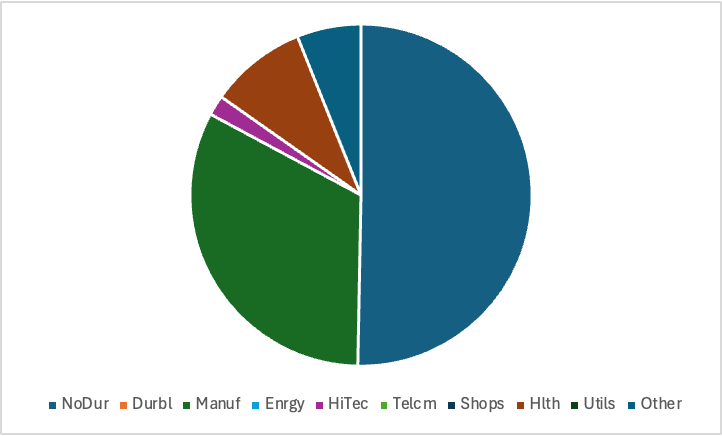 NoDur Durbl Manuf Enrgy HiTec Telcm Shops Hlth Utils Other